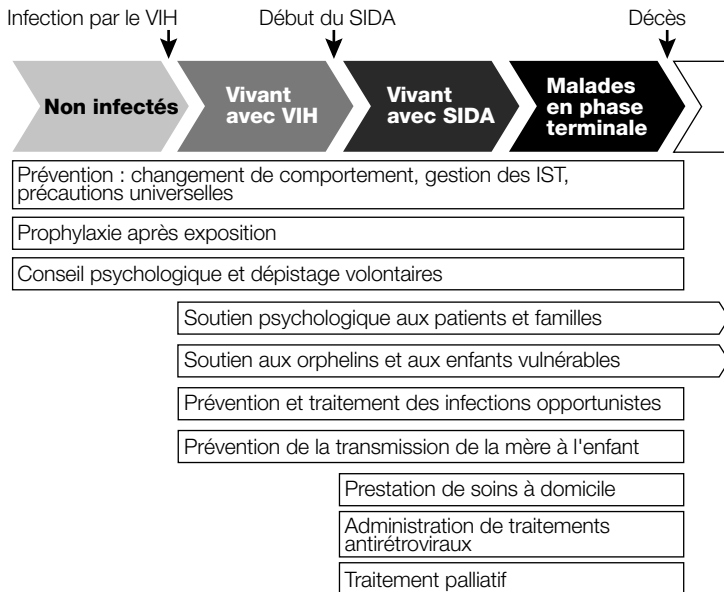 Infection par le VIH
Début du SIDA
Décès
Non infectés
Vivant
avec VIH
Vivant
avec SIDA
Malades
en phase
terminale
Prévention : changement de comportement, gestion des IST,
précautions universelles
Prophylaxie après exposition
Conseil psychologique et dépistage volontaires
Soutien psychologique aux patients et familles
Soutien aux orphelins et aux enfants vulnérables
Prévention et traitement des infections opportunistes
Prévention de la transmission de la mère à l'enfant
Prestation de soins à domicile
Administration de traitements
antirétroviraux
Traitement palliatif